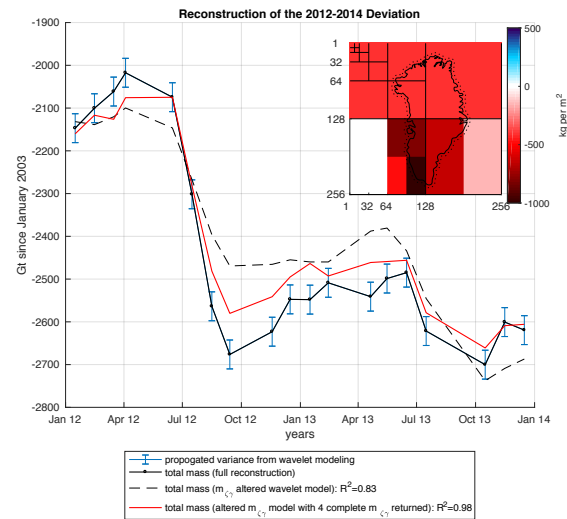 Reconstruction of the 2012-2014 Deviation
-1900
-2000
-2100
-2200
-2300
-2400
-2500
-2600
-2700
-2800
Gt since January 2003
Jan 12
Apr 12
Jul 12
Oct 12
Jan 13
Apr 13
Jul 13
Oct 13
Jan 14
years
1
32
64
128
256
1
32
64
128
256
500
0
-500
-1000
kg per m²
propogated variance from wavelet modeling
total mass (full reconstruction)
total mass (m ζγ altered wavelet model): R²=0.83
total mass (altered m ζγ model with 4 complete m ζγ returned): R²=0.98